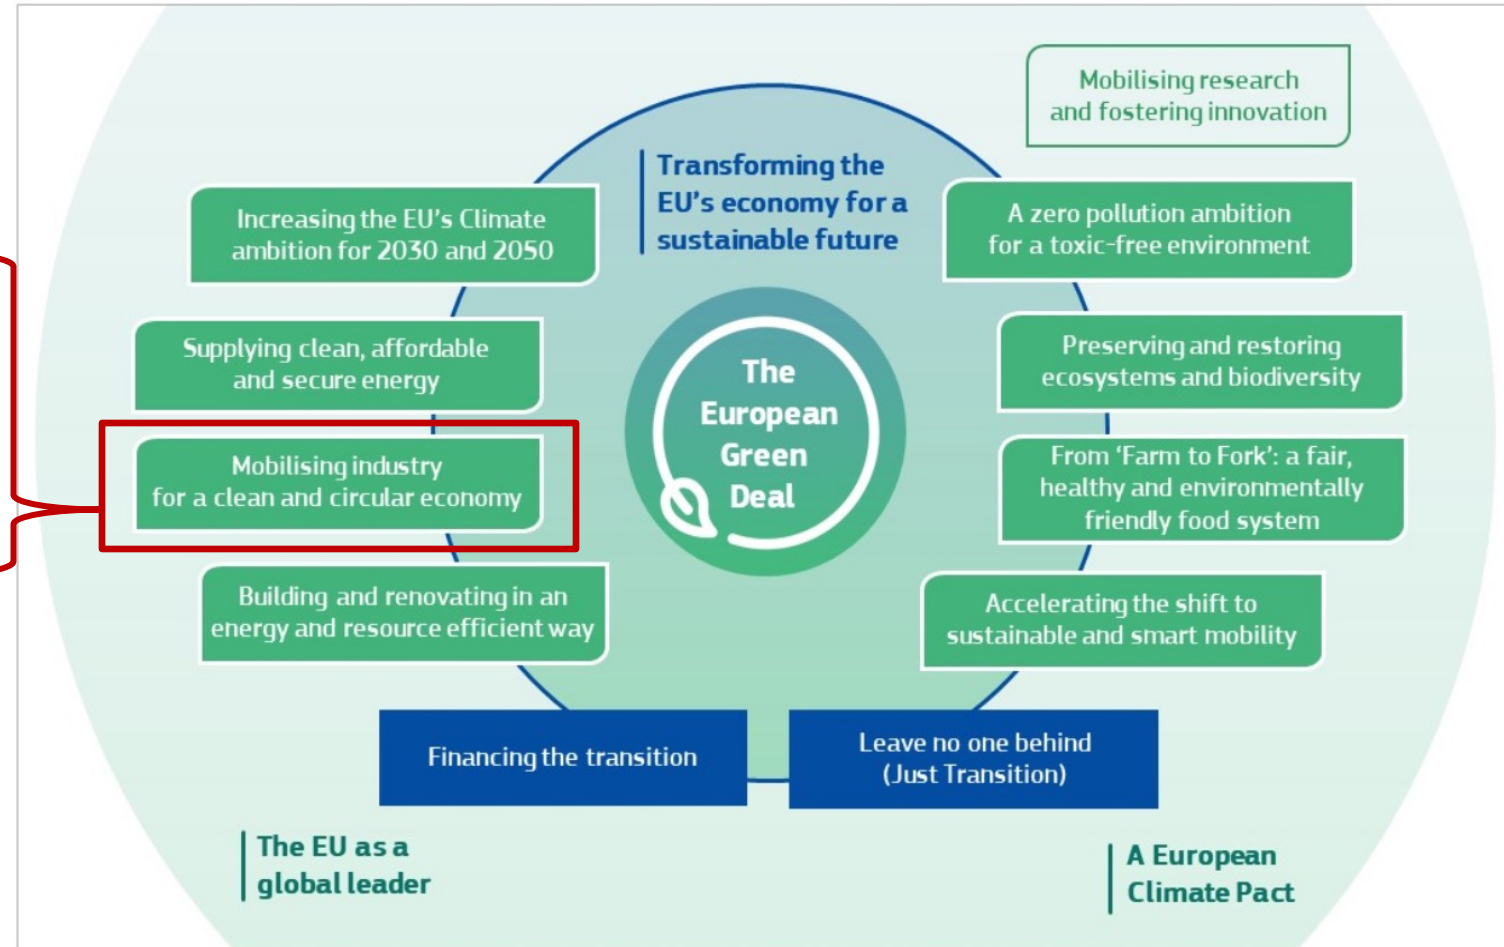 Mobilising research
and fostering innovation
Transforming the
EU's economy for a
sustainable future
Increasing the EU's Climate
ambition for 2030 and 2050
A zero pollution ambition
for a toxic-free environment
Supplying clean, affordable
and secure energy
Preserving and restoring
ecosystems and biodiversity
The
European
Green
Deal
Mobilising industry
for a clean and circular economy
From ‘Farm to Fork’: a fair,
healthy and environmentally
friendly food system
Building and renovating in an
energy and resource efficient way
Accelerating the shift to
sustainable and smart mobility
Financing the transition
Leave no one behind
(Just Transition)
The EU as a
global leader
A European
Climate Pact